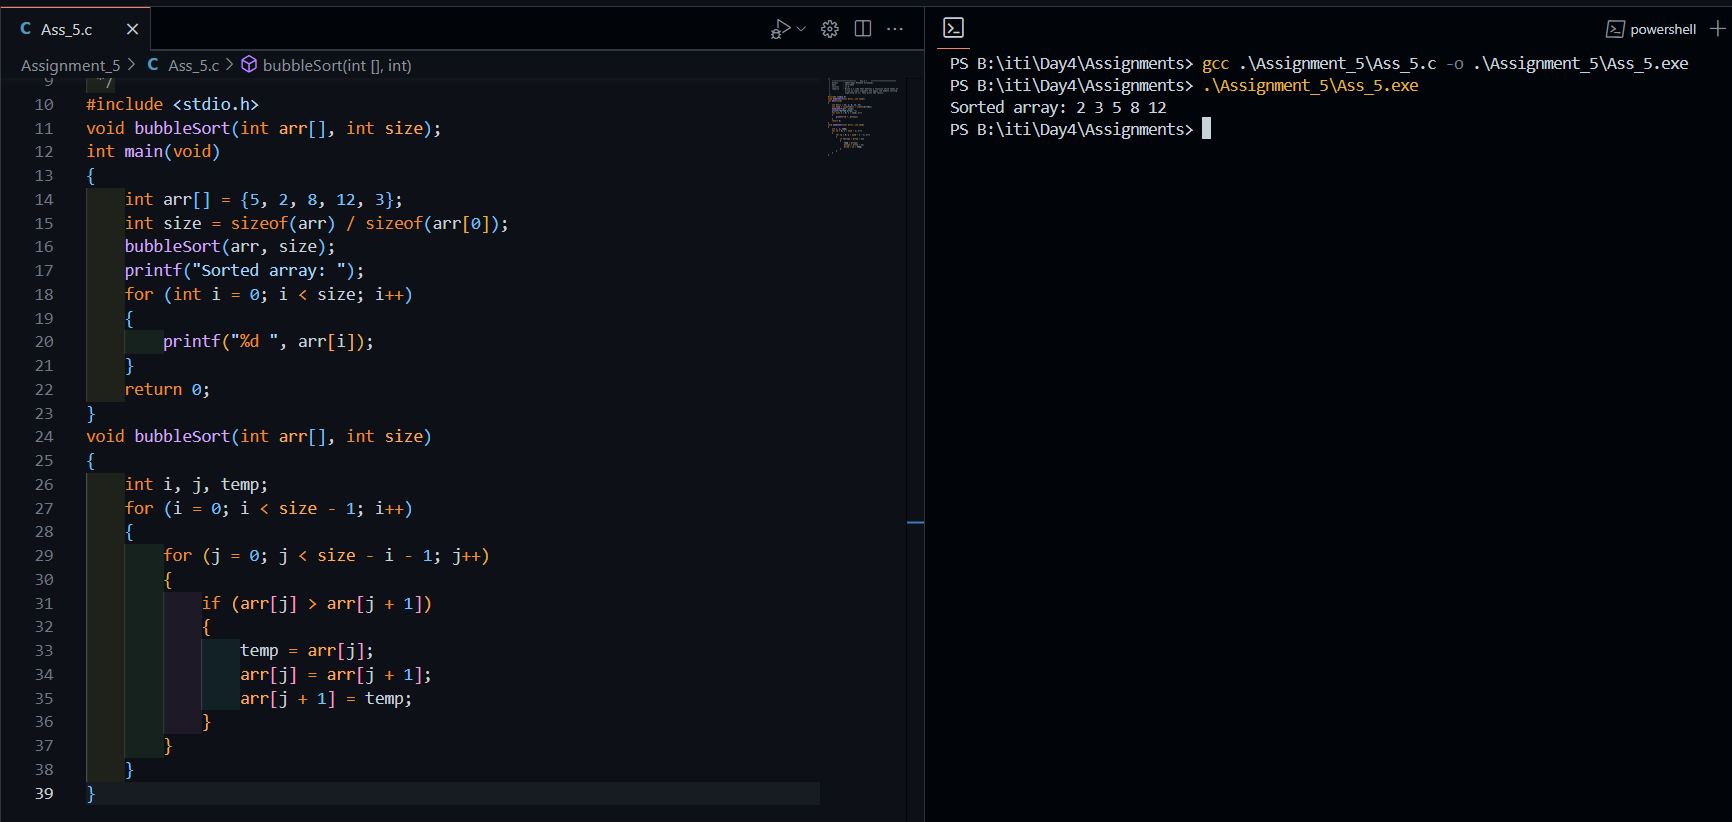 C Ass_5.c
Assignment_5 > C Ass_5.c > bubbleSort(int [], int)
9 */
10 #include <stdio.h>
11 void bubbleSort(int arr[], int size);
12 int main(void)
13 {
14     int arr[] = {5, 2, 8, 12, 3};
15     int size = sizeof(arr) / sizeof(arr[0]);
16     bubbleSort(arr, size);
17     printf("Sorted array: ");
18     for (int i = 0; i < size; i++)
19     {
20         printf("%d ", arr[i]);
21     }
22     return 0;
23 }
24 void bubbleSort(int arr[], int size)
25 {
26     int i, j, temp;
27     for (i = 0; i < size - 1; i++)
28     {
29         for (j = 0; j < size - i - 1; j++)
30         {
31             if (arr[j] > arr[j + 1])
32             {
33                 temp = arr[j];
34                 arr[j] = arr[j + 1];
35                 arr[j + 1] = temp;
36             }
37         }
38     }
39 }
powershell
PS B:\iti\Day4\Assignments> gcc .\Assignment_5\Ass_5.c -o .\Assignment_5\Ass_5.exe
PS B:\iti\Day4\Assignments> .\Assignment_5\Ass_5.exe
Sorted array: 2 3 5 8 12
PS B:\iti\Day4\Assignments>